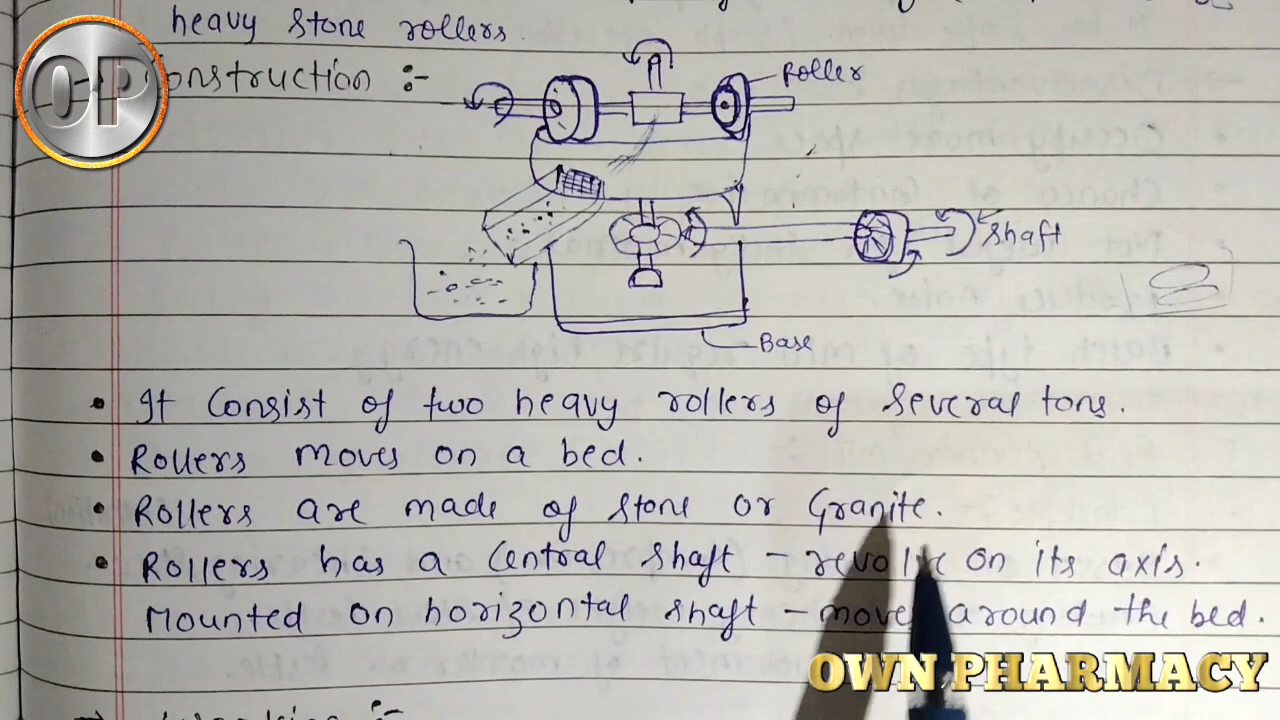 heavy stone rollers.
OP
Construction :-
Roller
shaft
Base
• It Consist of two heavy rollers of several tons.
• Rollers moves on a bed.
• Rollers are made of stone or Granite.
• Rollers has a Central shaft - revolve on its axis.
Mounted on horizontal shaft - moves around the bed.
OWN PHARMACY